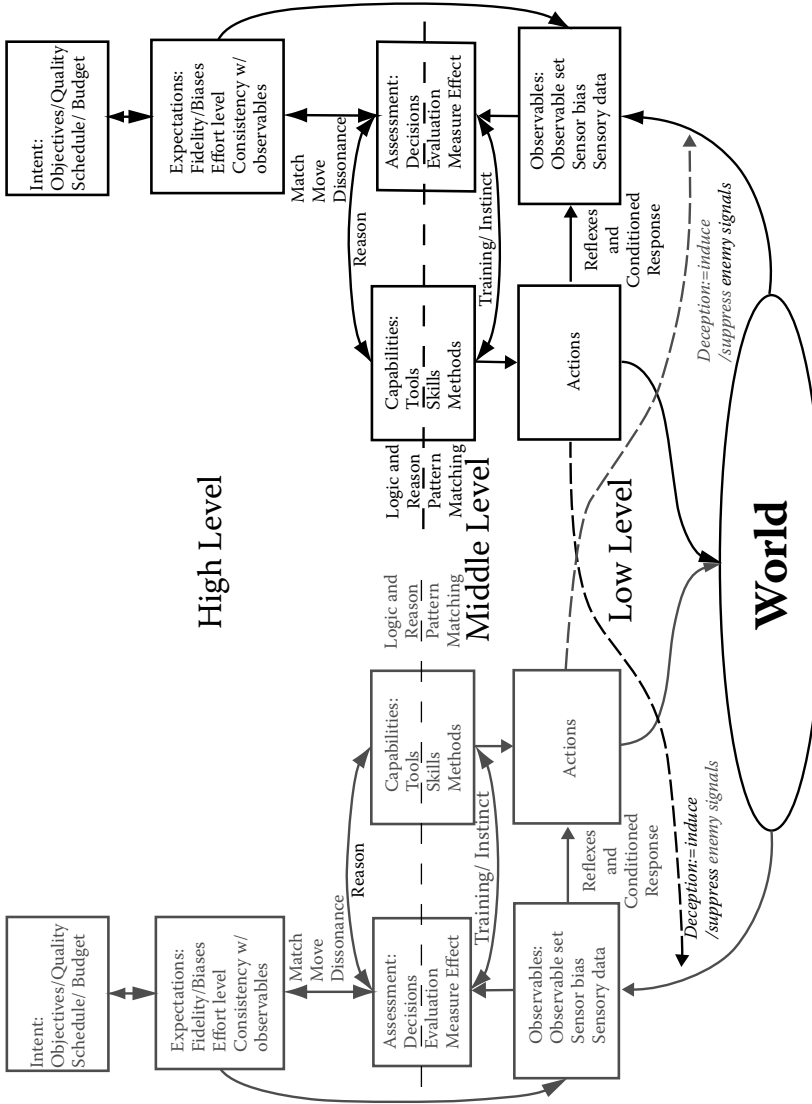 Intent:
Objectives/Quality
Schedule/ Budget
Intent:
Objectives/Quality
Schedule/ Budget
Expectations:
Fidelity/Biases
Effort level
Consistency w/
observables
High Level
Expectations:
Fidelity/Biases
Effort level
Consistency w/
observables
Match
Move
Dissonance
Reason
Match
Move
Dissonance
Reason
Assessment:
Decisions
Evaluation
Measure Effect
Capabilities:
Tools
Skills
Methods
Logic and
Reason
Pattern
Matching
Logic and
Reason
Pattern
Matching
Capabilities:
Tools
Skills
Methods
Assessment:
Decisions
Evaluation
Measure Effect
Training/ Instinct
Middle Level
Training/ Instinct
Observables:
Observable set
Sensor bias
Sensory data
Reflexes
and
Conditioned
Response
Actions
Low Level
Actions
Reflexes
and
Conditioned
Response
Observables:
Observable set
Sensor bias
Sensory data
Deception:=induce
/suppress enemy signals
Deception:=induce
/suppress enemy signals
World